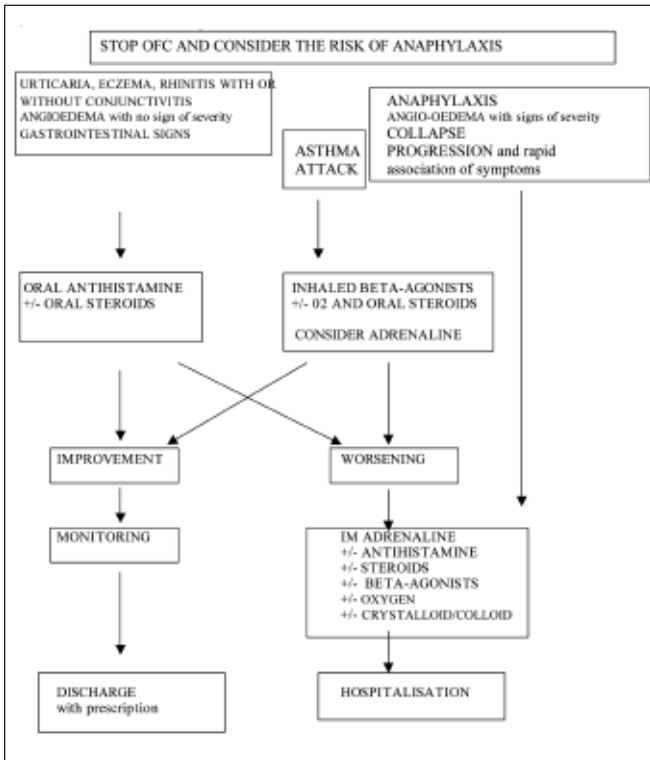 STOP OFC AND CONSIDER THE RISK OF ANAPHYLAXIS
URTICARIA, ECZEMA, RHINITIS WITH OR
WITHOUT CONJUNCTIVITIS
ANGIOEDEMA with no sign of severity
GASTROINTESTINAL SIGNS
ASTHMA
ATTACK
ANAPHYLAXIS
ANGIO-OEDEMA with signs of severity
COLLAPSE
PROGRESSION and rapid
association of symptoms
ORAL ANTIHISTAMINE
+/- ORAL STEROIDS
INHALED BETA-AGONISTS
+/- 02 AND ORAL STEROIDS
CONSIDER ADRENALINE
IMPROVEMENT
WORSENING
MONITORING
IM ADRENALINE
+/- ANTIHISTAMINE
+/- STEROIDS
+/- BETA-AGONISTS
+/- OXYGEN
+/- CRYSTALLOID/COLLOID
DISCHARGE
with prescription
HOSPITALISATION